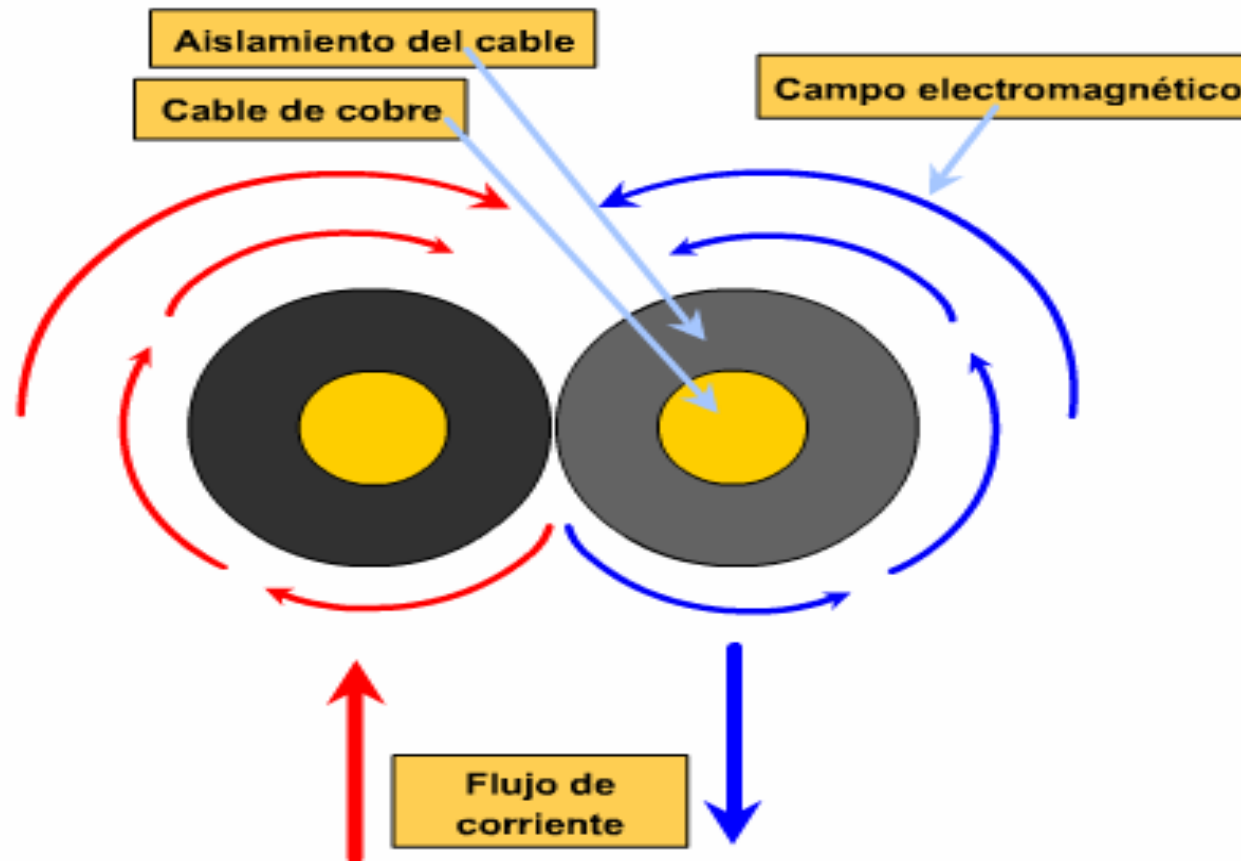 Aislamiento del cable
Cable de cobre
Campo electromagnético
Flujo de
corriente